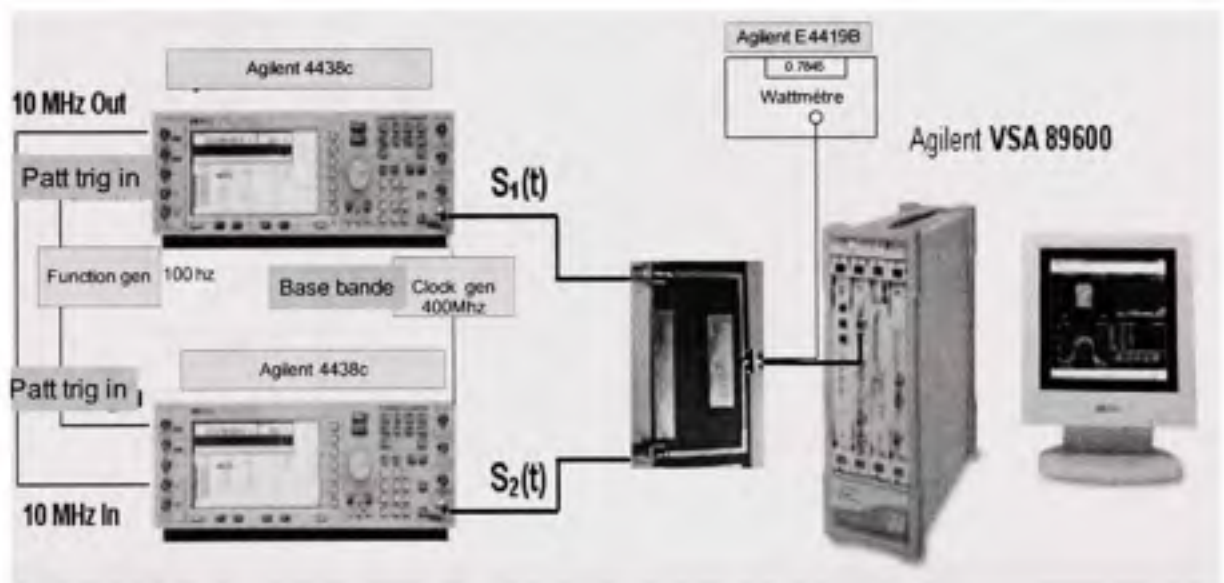 Agilent E4419B
0.7845
Wattmètre
Agilent 4438c
10 MHz Out
Agilent VSA 89600
Patt trig in
S1(t)
Function gen 100 hz
Base bande
Clock gen
400Mhz
Agilent 4438c
Patt trig in
S2(t)
10 MHz In